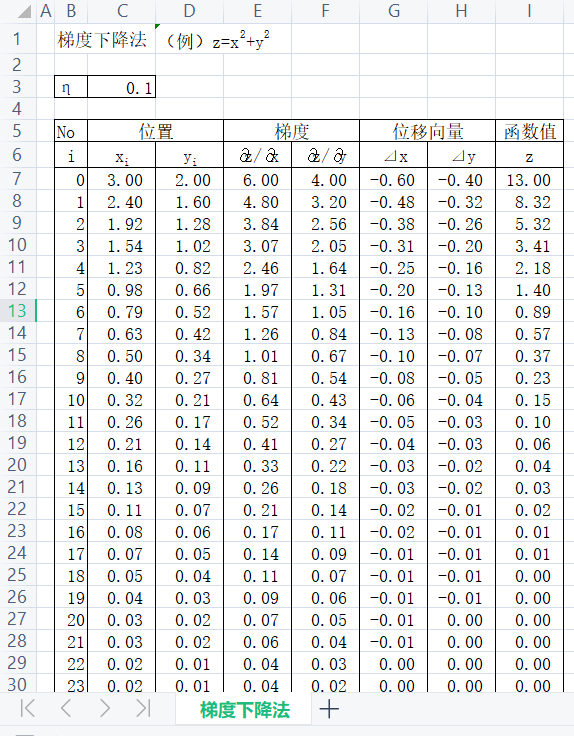 A B C D E F G H I
1 梯度下降法 （例）z=x²+y²
2
3 η 0.1
4
5 No 位置 梯度 位移向量 函数值
6 i xᵢ yᵢ ∂z/∂x ∂z/∂y ⊿x ⊿y z
7 0 3.00 2.00 6.00 4.00 -0.60 -0.40 13.00
8 1 2.40 1.60 4.80 3.20 -0.48 -0.32 8.32
9 2 1.92 1.28 3.84 2.56 -0.38 -0.26 5.32
10 3 1.54 1.02 3.07 2.05 -0.31 -0.20 3.41
11 4 1.23 0.82 2.46 1.64 -0.25 -0.16 2.18
12 5 0.98 0.66 1.97 1.31 -0.20 -0.13 1.40
13 6 0.79 0.52 1.57 1.05 -0.16 -0.10 0.89
14 7 0.63 0.42 1.26 0.84 -0.13 -0.08 0.57
15 8 0.50 0.34 1.01 0.67 -0.10 -0.07 0.37
16 9 0.40 0.27 0.81 0.54 -0.08 -0.05 0.23
17 10 0.32 0.21 0.64 0.43 -0.06 -0.04 0.15
18 11 0.26 0.17 0.52 0.34 -0.05 -0.03 0.10
19 12 0.21 0.14 0.41 0.27 -0.04 -0.03 0.06
20 13 0.16 0.11 0.33 0.22 -0.03 -0.02 0.04
21 14 0.13 0.09 0.26 0.18 -0.03 -0.02 0.03
22 15 0.11 0.07 0.21 0.14 -0.02 -0.01 0.02
23 16 0.08 0.06 0.17 0.11 -0.02 -0.01 0.01
24 17 0.07 0.05 0.14 0.09 -0.01 -0.01 0.01
25 18 0.05 0.04 0.11 0.07 -0.01 -0.01 0.00
26 19 0.04 0.03 0.09 0.06 -0.01 -0.01 0.00
27 20 0.03 0.02 0.07 0.05 -0.01 0.00 0.00
28 21 0.03 0.02 0.06 0.04 -0.01 0.00 0.00
29 22 0.02 0.01 0.04 0.03 0.00 0.00 0.00
30 23 0.02 0.01 0.04 0.02 0.00 0.00 0.00
梯度下降法